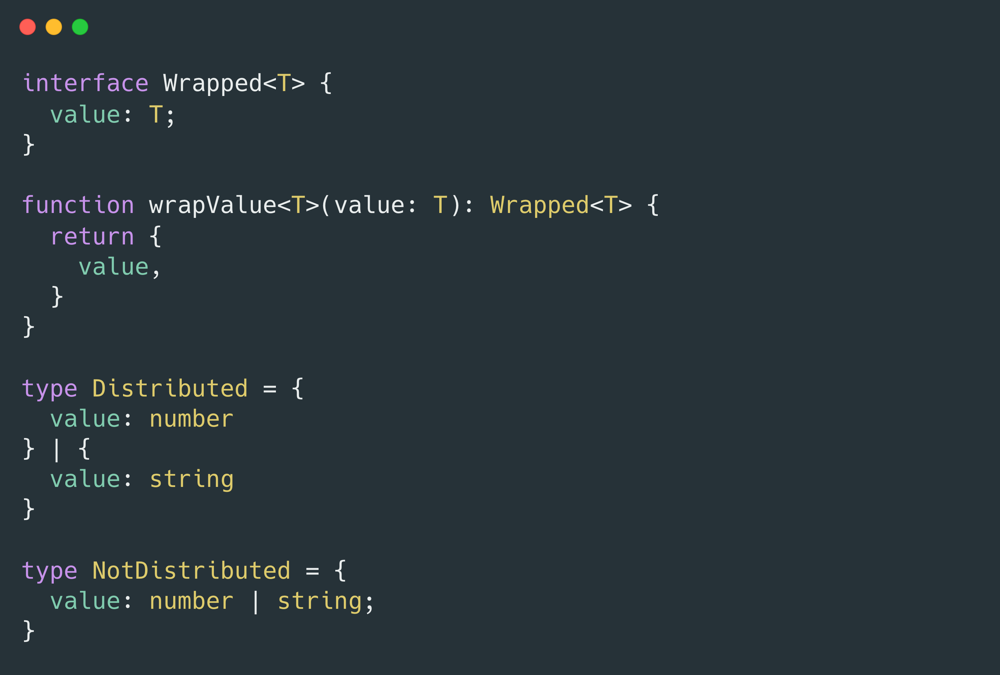 interface Wrapped<T> {
  value: T;
}

function wrapValue<T>(value: T): Wrapped<T> {
  return {
    value,
  }
}

type Distributed = {
  value: number
} | {
  value: string
}

type NotDistributed = {
  value: number | string;
}